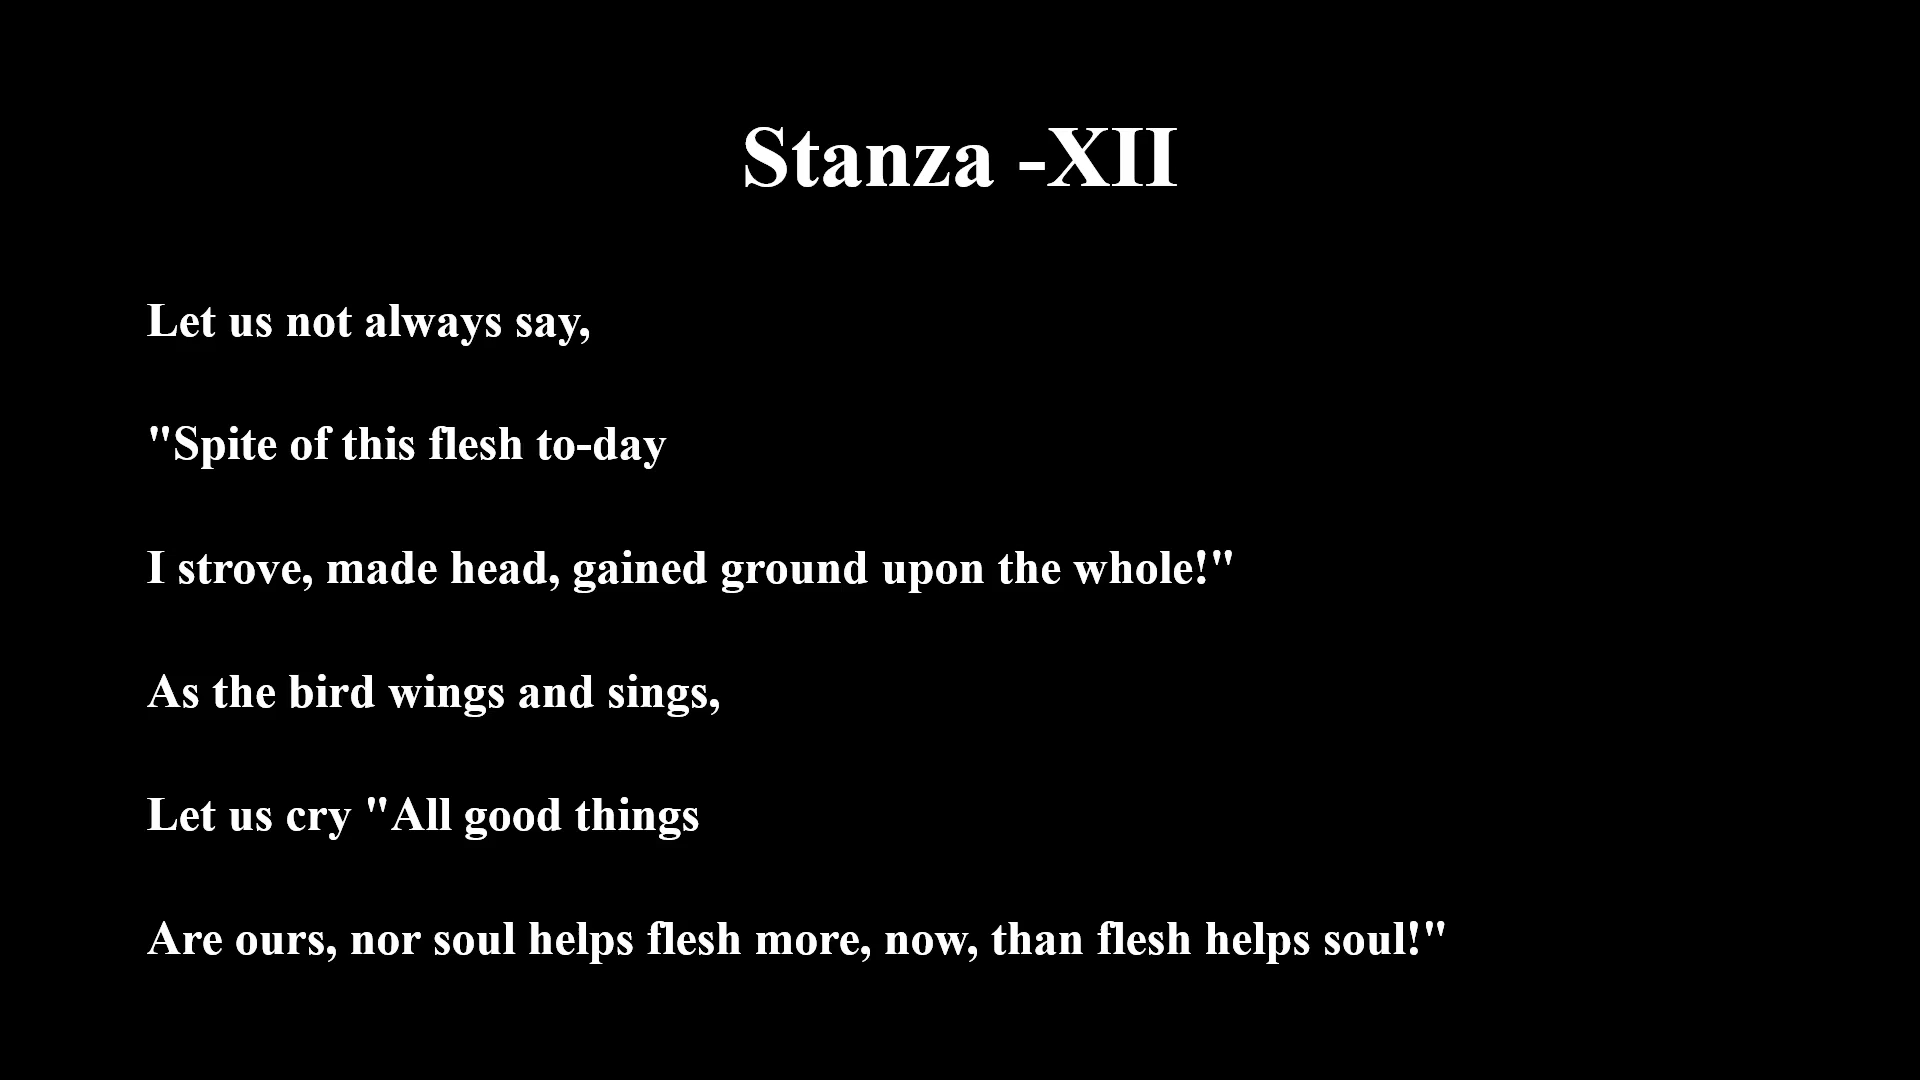 Stanza -XII
Let us not always say,
"Spite of this flesh to-day
I strove, made head, gained ground upon the whole!"
As the bird wings and sings,
Let us cry "All good things
Are ours, nor soul helps flesh more, now, than flesh helps soul!"